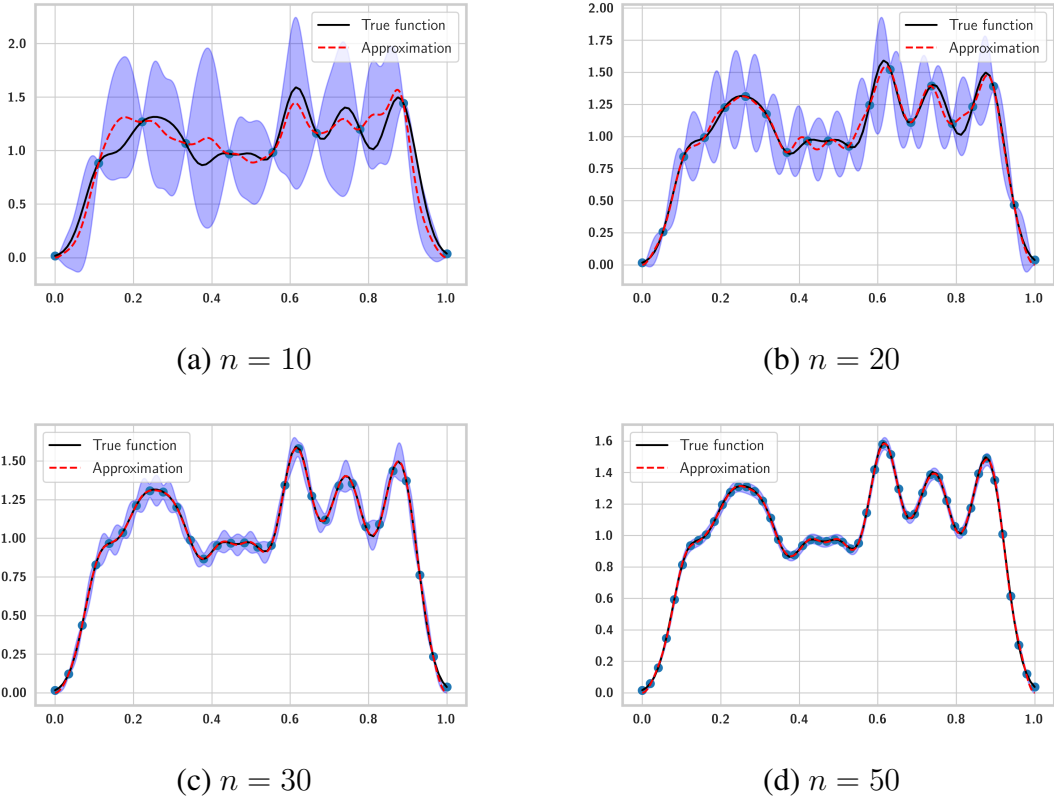 True function
Approximation
2.0
1.5
1.0
0.5
0.0
0.0 0.2 0.4 0.6 0.8 1.0
(a) n = 10
True function
Approximation
2.00
1.75
1.50
1.25
1.00
0.75
0.50
0.25
0.00
0.0 0.2 0.4 0.6 0.8 1.0
(b) n = 20
True function
Approximation
1.50
1.25
1.00
0.75
0.50
0.25
0.00
0.0 0.2 0.4 0.6 0.8 1.0
(c) n = 30
True function
Approximation
1.6
1.4
1.2
1.0
0.8
0.6
0.4
0.2
0.0
0.0 0.2 0.4 0.6 0.8 1.0
(d) n = 50